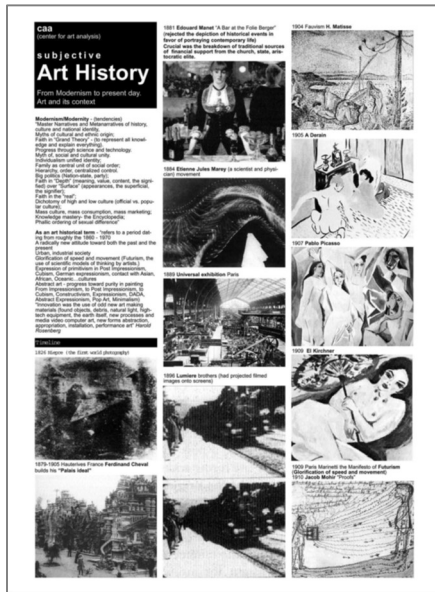 caa
(center for art analysis)
subjective
Art History
From Modernism to present day.
Art and its context
Modernism/Modernity - (tendencies)
"Master Narratives and Metanarratives of history,
culture and national identity,
Myths of cultural and ethnic origin;
Faith in "Grand Theory" - (to represent all know-
ledge and explain everything).
Progress through science and technology.
Myth of, social and cultural unity.
Individualism unified identity;
Family as central unit of social order;
Hierarchy, order, centralized control.
Big politics (Nation-state, party);
Faith in "Depth" (meaning, value, content, the signi-
fied) over "Surface" (appearances, the superficial,
the signifier);
Faith in the "real";
Dichotomy of high and low culture (official vs. popu-
lar culture);
Mass culture, mass consumption, mass marketing;
Knowledge mastery- the Encyclopedia;
Phallic ordering of sexual difference"
As an art historical term - "refers to a period dat-
ing from roughly the 1860 - 1970
A radically new attitude toward both the past and the
present
Urban, industrial society
Glorification of speed and movement (Futurism, the
use of scientific models of thinking by artists.)
Expression of primitivism in Post Impressionism,
Cubism, German expressionism, contact with Asian,
African, Oceanic...cultures
Abstract art - progress toward purity in painting
From Impressionism, to Post Impressionism, to
Cubism, Constructivism, Expressionism, DADA,
Abstract Expressionism, Pop Art, Minimalism)
"Innovation was the use of odd new art making
materials (found objects, debris, natural light, high-
tech equipment, the earth itself, new processes and
media video computer art, new forms abstraction,
appropriation, installation, performance art" Harold
Rosenberg
Timeline
1826 Niepce (the first world photography)
1879-1905 Hauterives France Ferdinand Cheval
builds his "Palais ideal"
1881 Edouard Manet "A Bar at the Folie Berger"
(rejected the depiction of historical events in
favor of portraying contemporary life)
Crucial was the breakdown of traditional sources
of financial support from the church, state, aris-
tocratic elite.
1884 Etienne Jules Marey (a scientist and physi-
cian) movement
1889 Universal exhibition Paris
1896 Lumiere brothers (had projected filmed
images onto screens)
1904 Fauvism H. Matisse
1905 A Derain
1907 Pablo Picasso
1909 El Kirchner
1909 Paris Marinetti the Manifesto of Futurism
(Glorification of speed and movement)
1910 Jacob Mohir "Proofs"